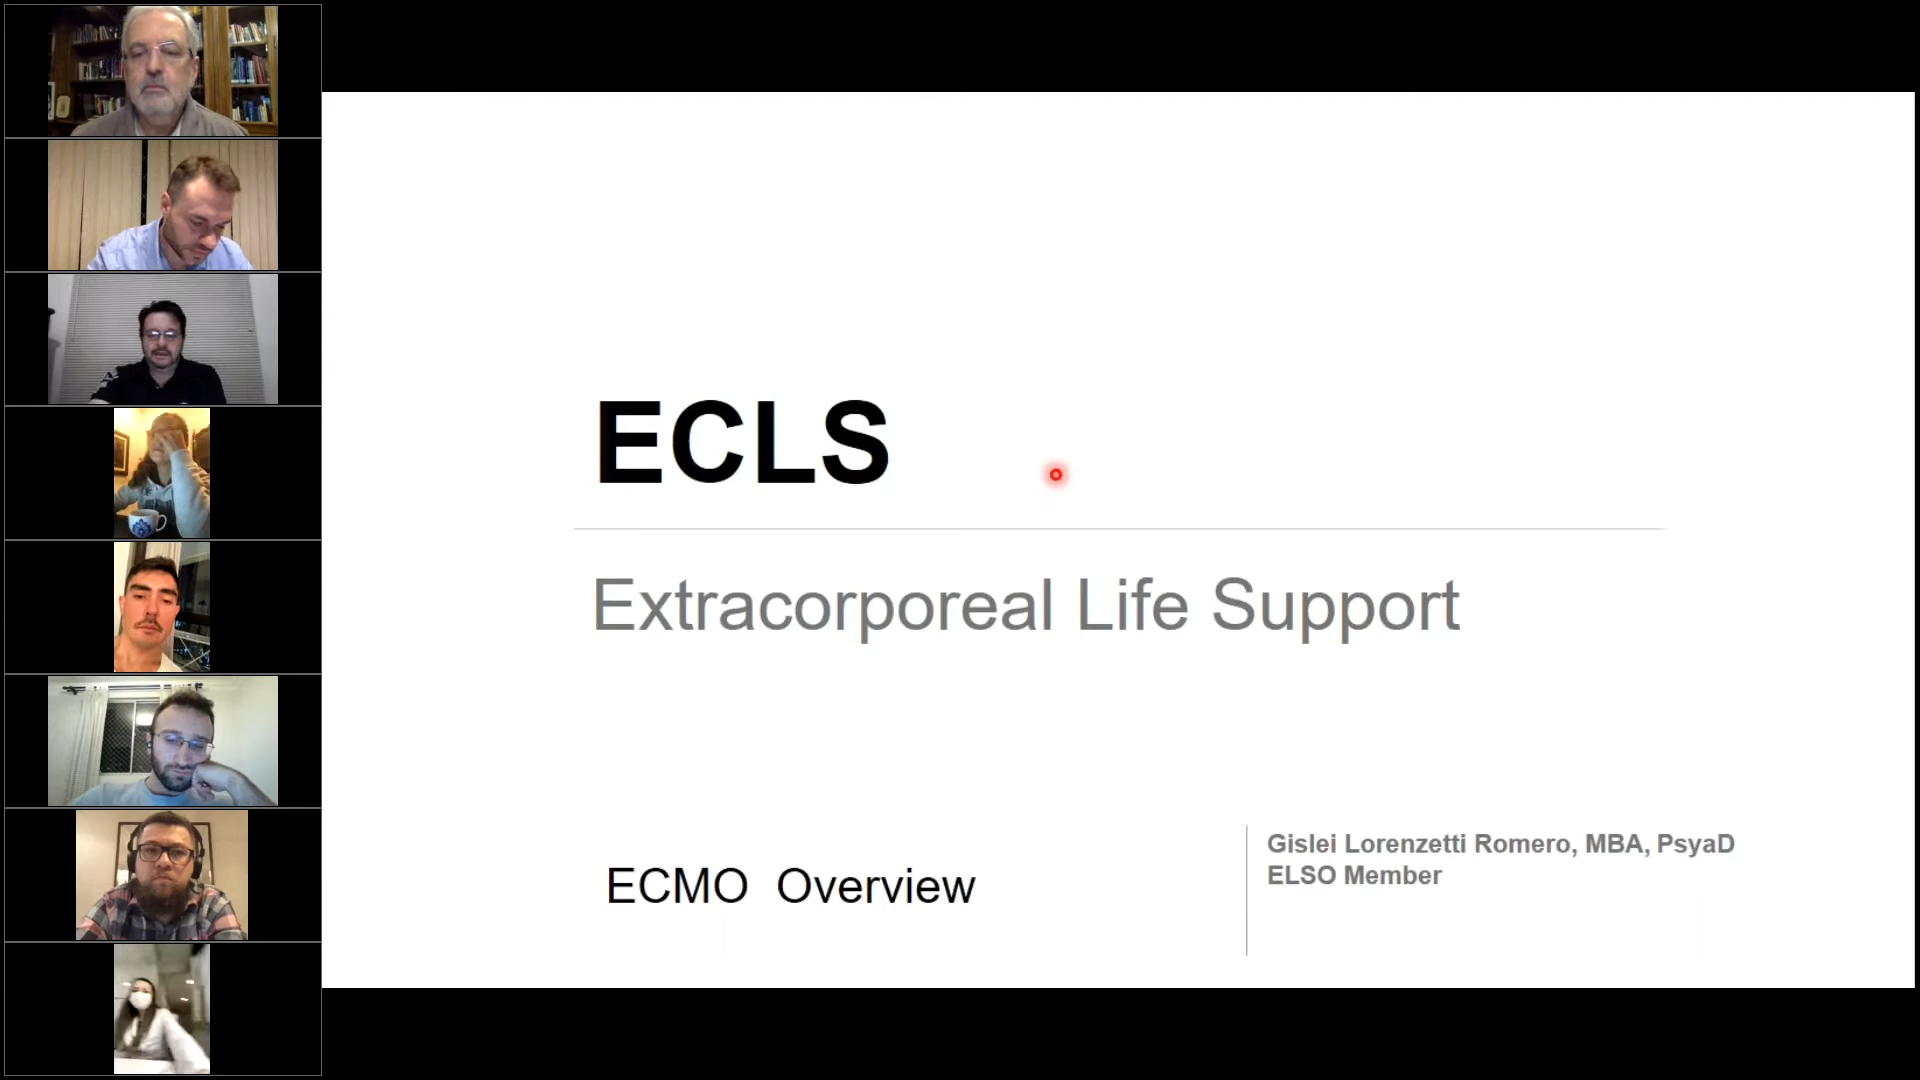 ECLS
Extracorporeal Life Support
ECMO Overview
Gislei Lorenzetti Romero, MBA, PsyaD
ELSO Member